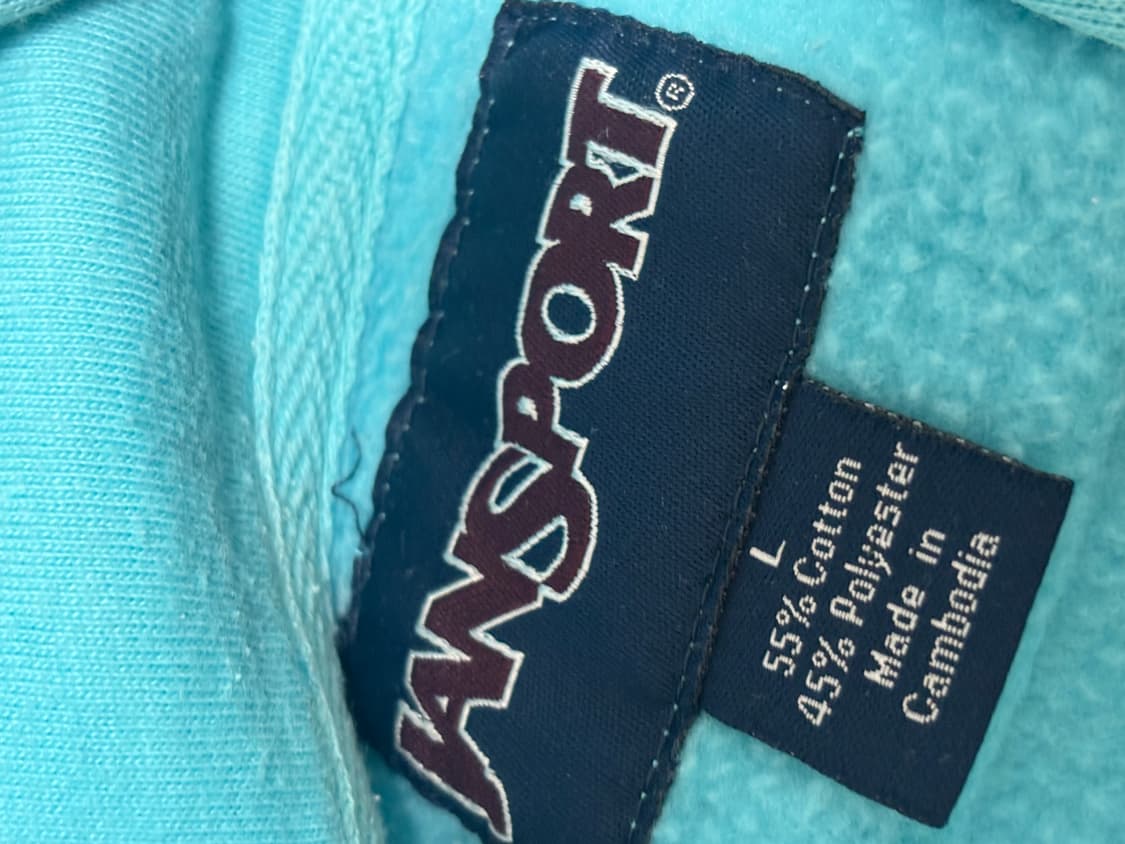 JANSPORT®
L
55% Cotton
45% Polyester
Made in
Cambodia